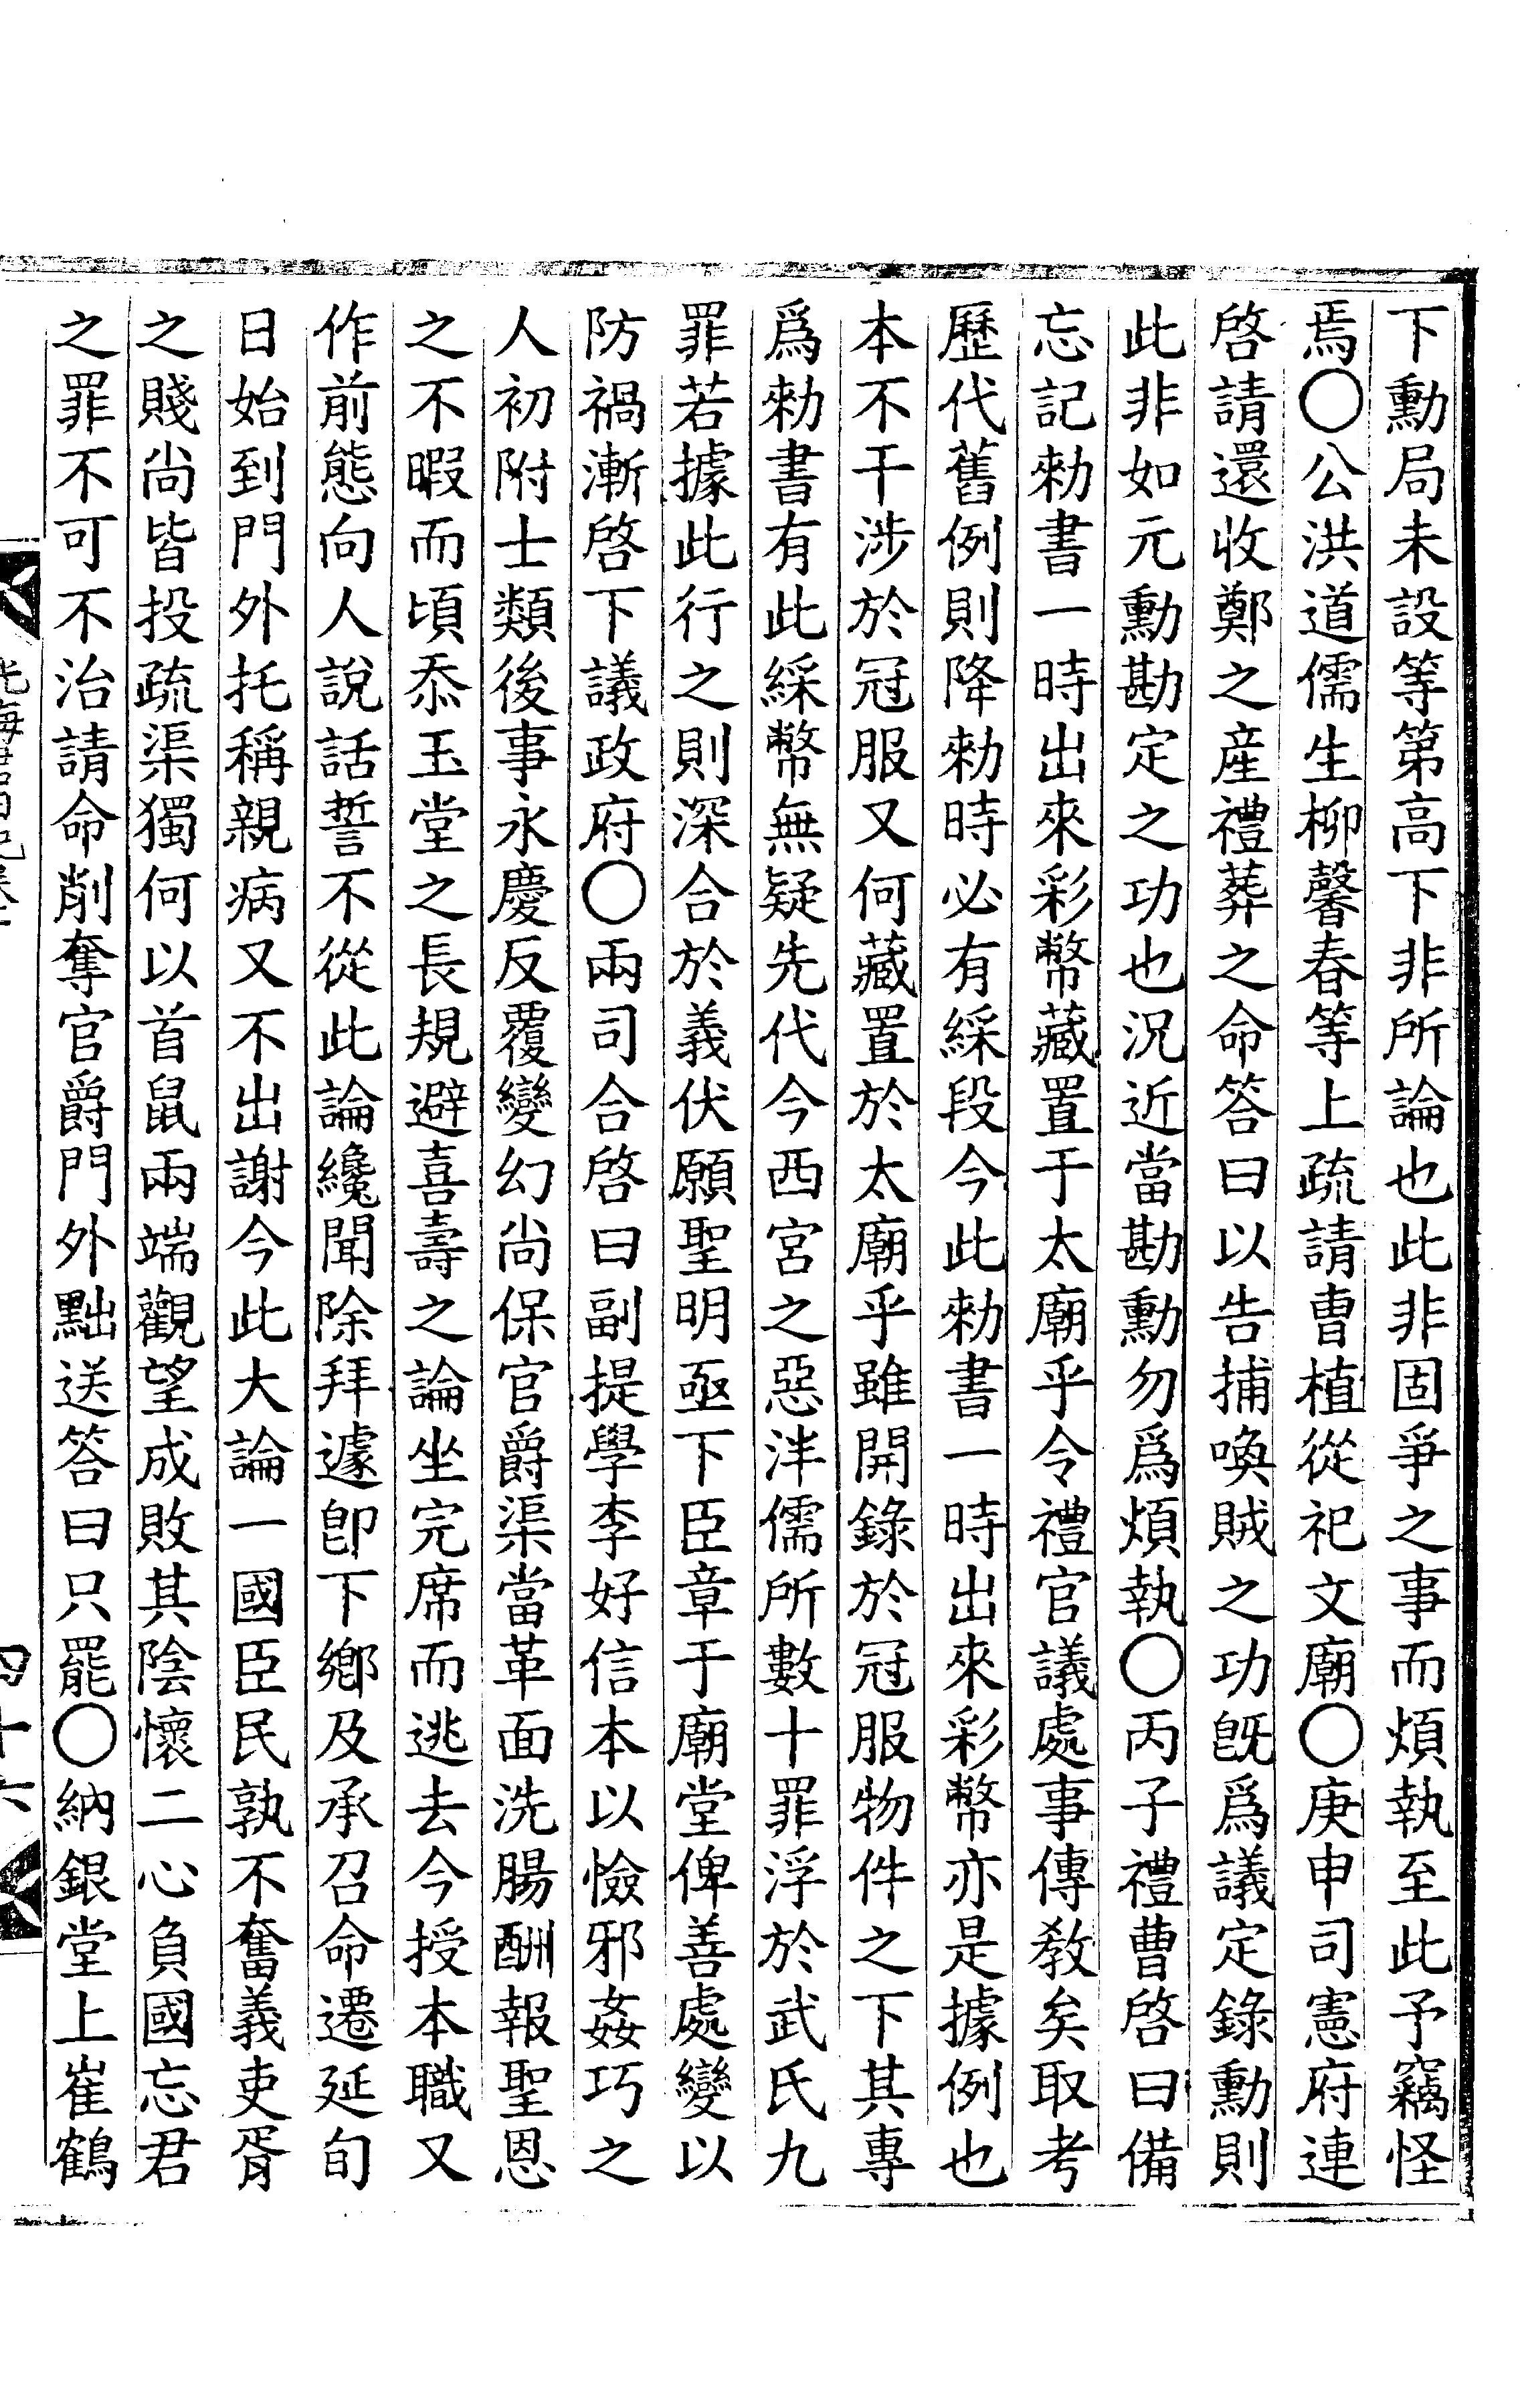 下勳局未設等第高下非所論也此非固爭之事而煩執至此予竊怪
焉〇公洪道儒生柳馨春等上疏請曹植從祀文廟〇庚申司憲府連
啓請還收鄭之産禮葬之命答曰以告捕喚賊之功旣爲議定錄勳則
此非如元勳勘定之功也況近當勘勳勿爲煩執〇丙子禮曹啓曰備
忘記勑書一時出來彩幣藏置于太廟乎令禮官議處事傳敎矣取考
歷代舊例則降勑時必有綵段今此勑書一時出來彩幣亦是據例也
本不干涉於冠服又何藏置於太廟乎雖開錄於冠服物件之下其專
爲勑書有此綵幣無疑先代今西宮之惡泮儒所數十罪浮於武氏九
罪若據此行之則深合於義伏願聖明亟下臣章于廟堂俾善處變以
防禍漸啓下議政府〇兩司合啓曰副提學李好信本以憸邪姦巧之
人初附士類後事永慶反覆變幻尙保官爵渠當革面洗腸酬報聖恩
之不暇而頃忝玉堂之長規避喜壽之論坐完席而逃去今授本職又
作前態向人說話誓不從此論纔聞除拜遽卽下鄕及承召命遷延旬
日始到門外托稱親病又不出謝今此大論一國臣民孰不奮義吏胥
之賤尙皆投疏渠獨何以首鼠兩端觀望成敗其陰懷二心負國忘君
之罪不可不治請命削奪官爵門外黜送答曰只罷〇納銀堂上崔鶴
四十六